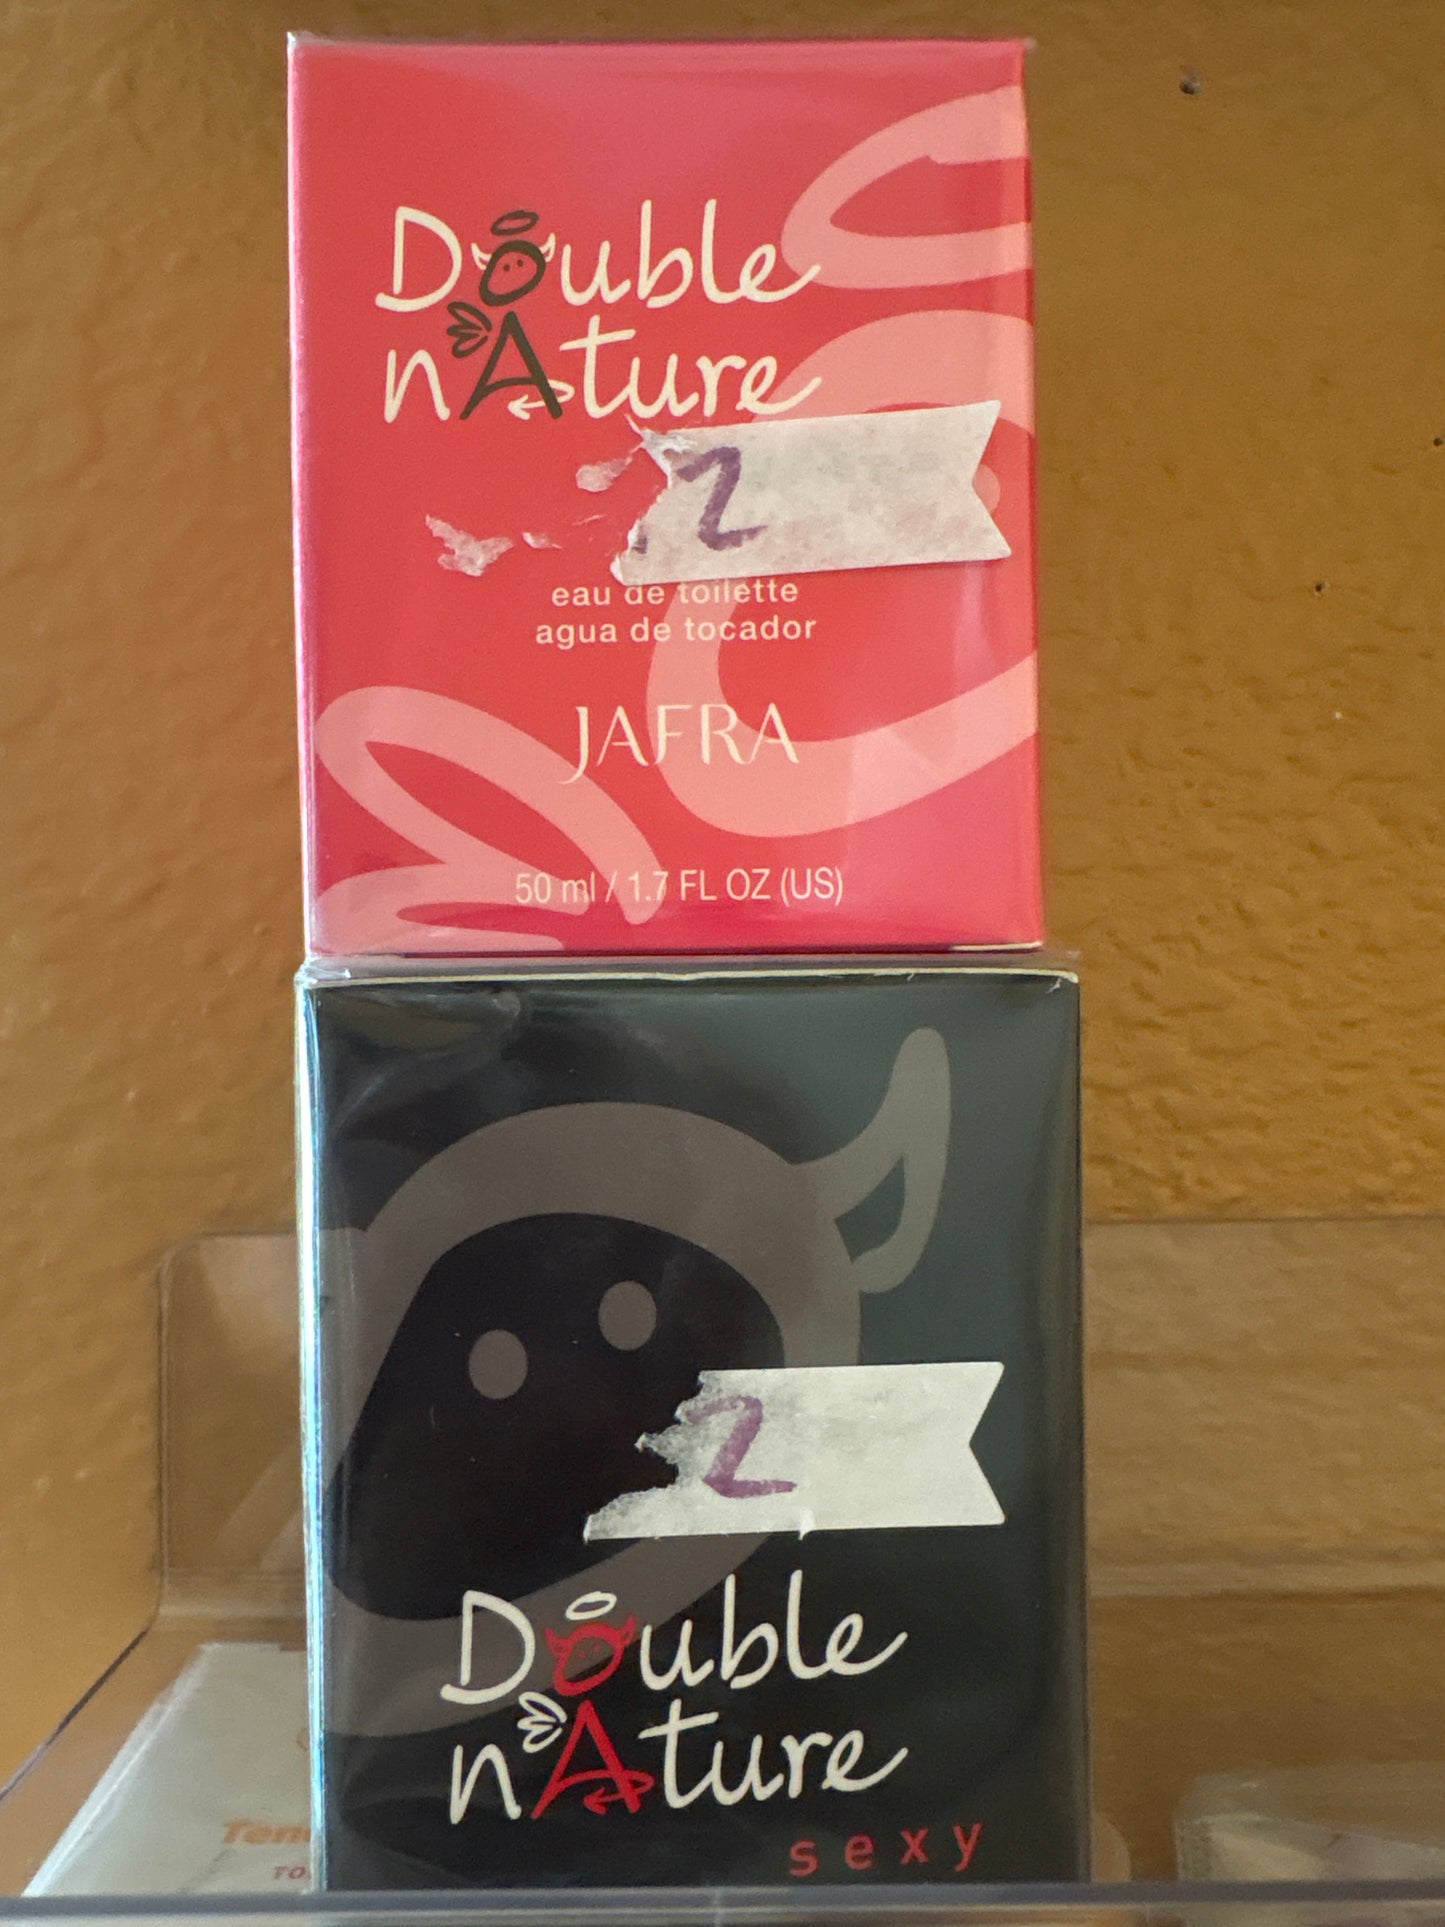 Double
nAture
2
eau de toilette
agua de tocador
JAFRA
50 ml / 1.7 FL OZ (US)
2
Double
nAture
sexy